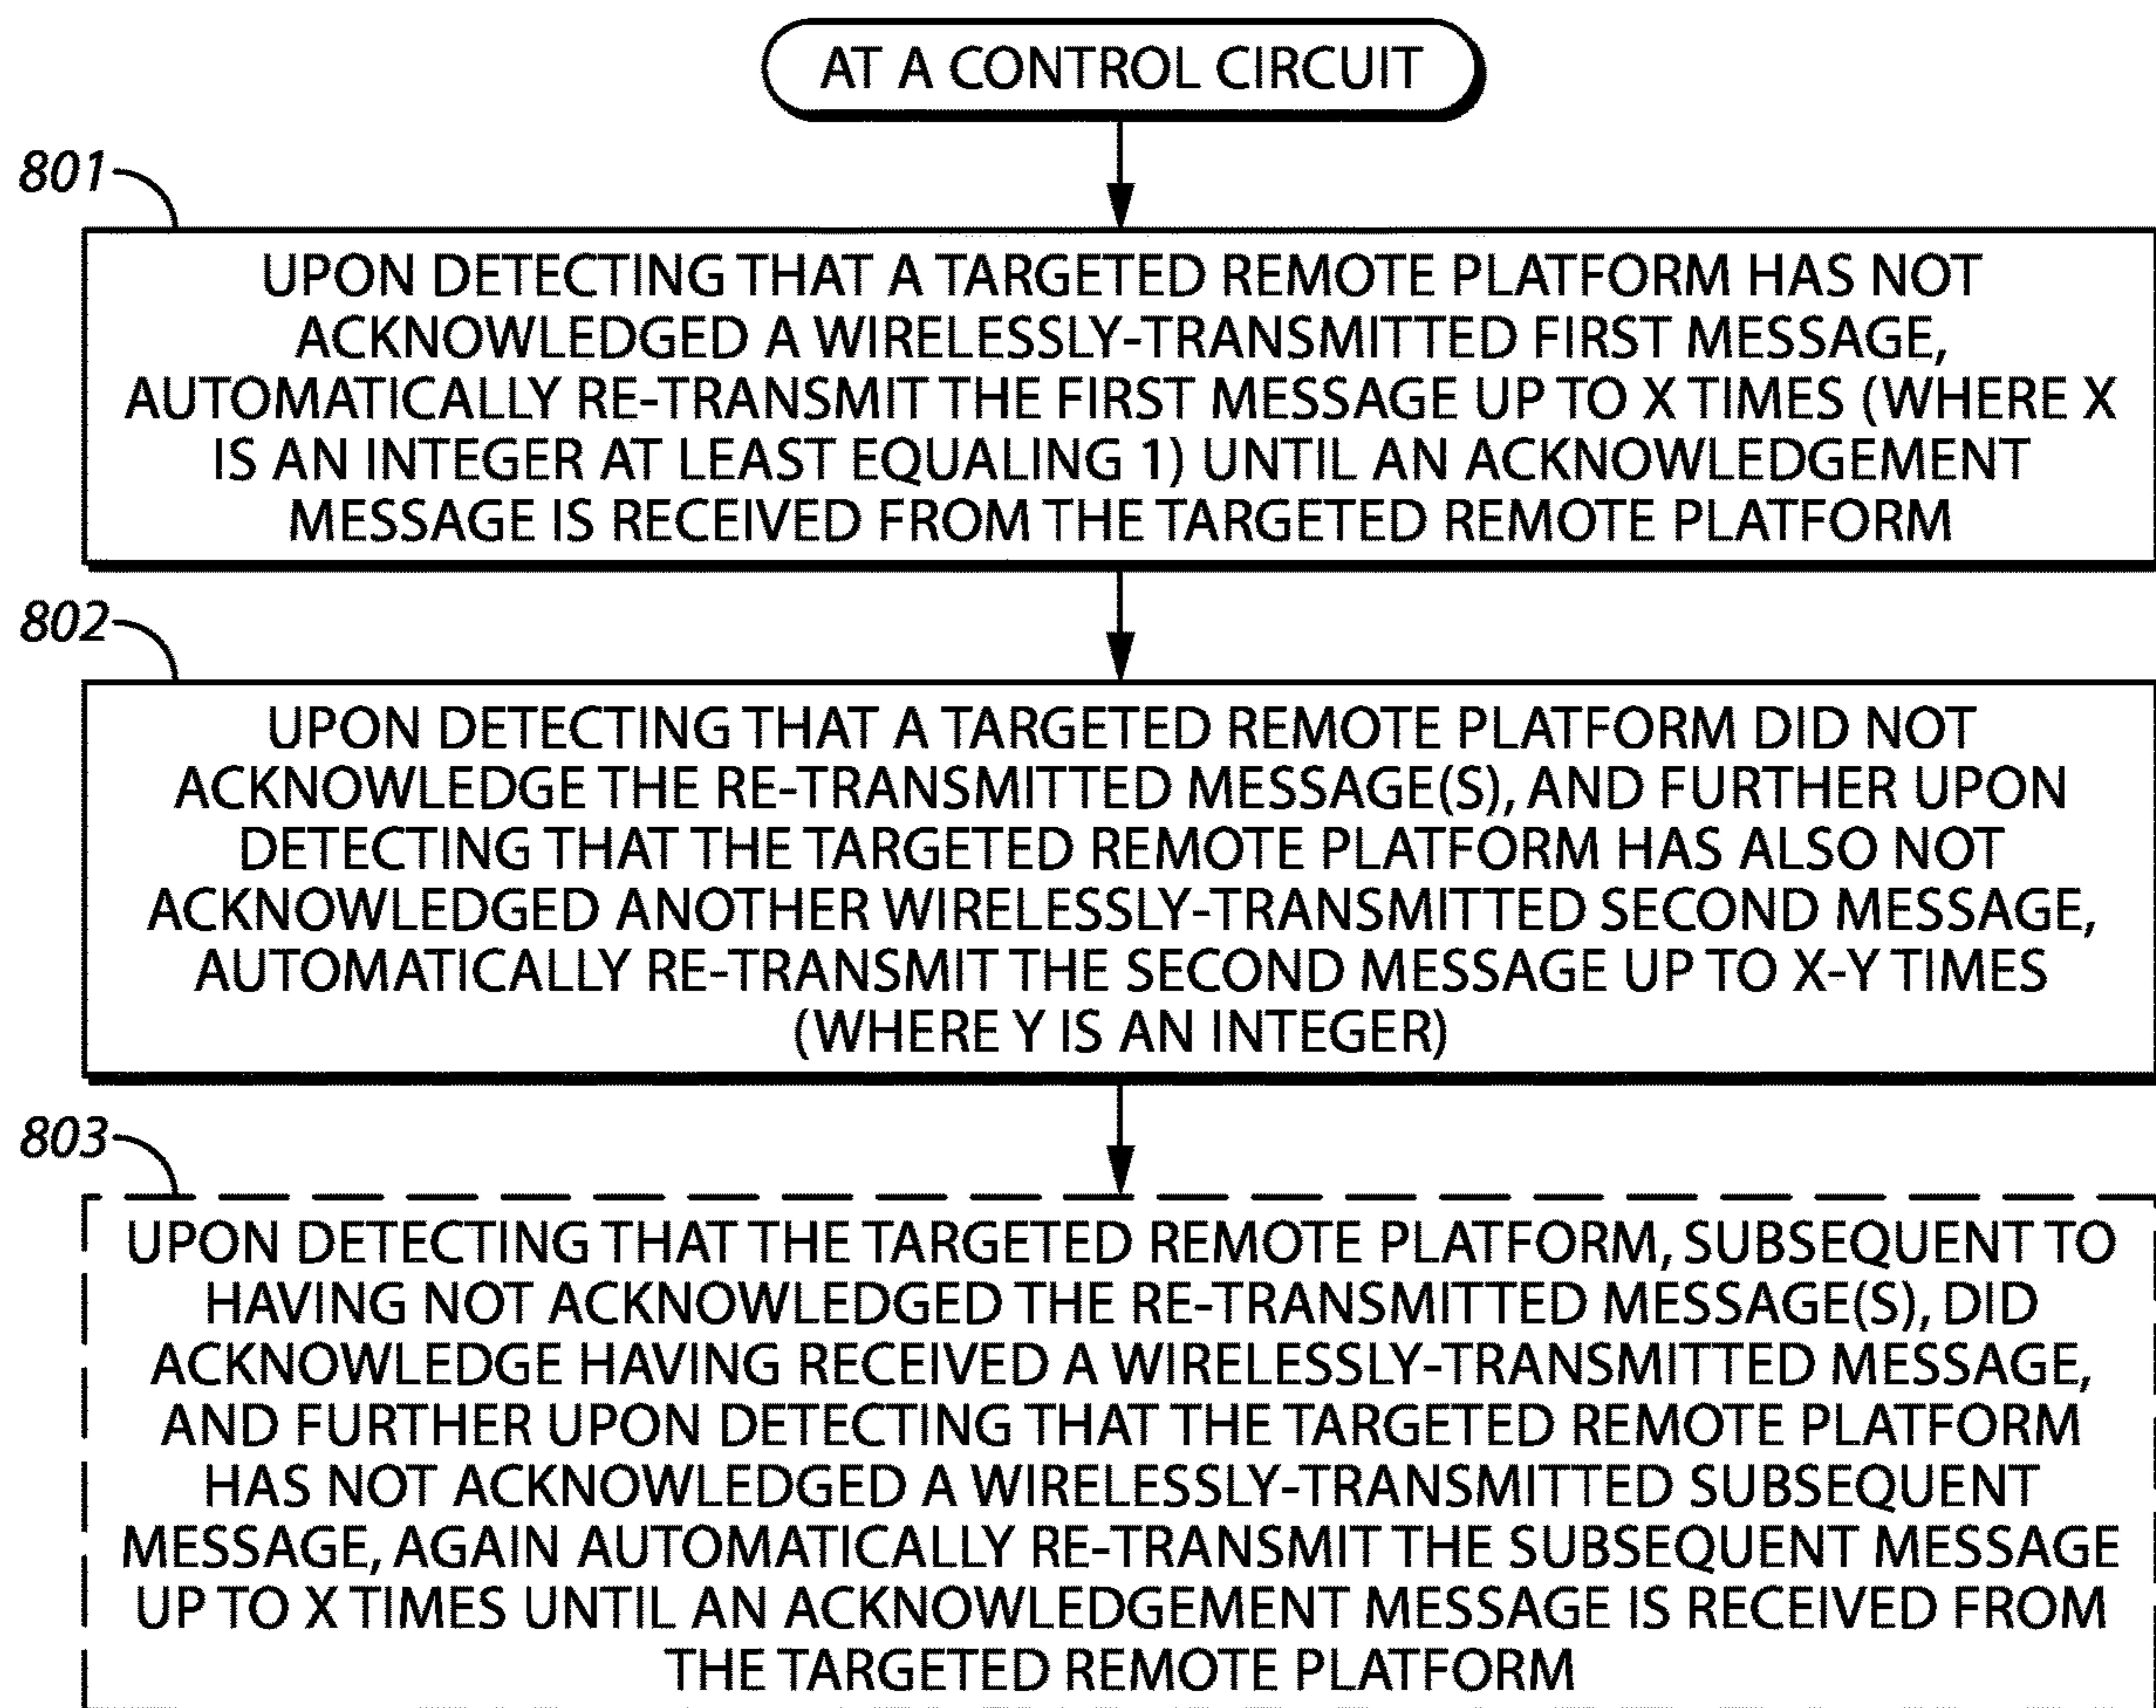 AT A CONTROL CIRCUIT
801
UPON DETECTING THAT A TARGETED REMOTE PLATFORM HAS NOT
ACKNOWLEDGED A WIRELESSLY-TRANSMITTED FIRST MESSAGE,
AUTOMATICALLY RE-TRANSMIT THE FIRST MESSAGE UP TO X TIMES (WHERE X
IS AN INTEGER AT LEAST EQUALING 1) UNTIL AN ACKNOWLEDGEMENT
MESSAGE IS RECEIVED FROM THE TARGETED REMOTE PLATFORM
802
UPON DETECTING THAT A TARGETED REMOTE PLATFORM DID NOT
ACKNOWLEDGE THE RE-TRANSMITTED MESSAGE(S), AND FURTHER UPON
DETECTING THAT THE TARGETED REMOTE PLATFORM HAS ALSO NOT
ACKNOWLEDGED ANOTHER WIRELESSLY-TRANSMITTED SECOND MESSAGE,
AUTOMATICALLY RE-TRANSMIT THE SECOND MESSAGE UP TO X-Y TIMES
(WHERE Y IS AN INTEGER)
803
UPON DETECTING THAT THE TARGETED REMOTE PLATFORM, SUBSEQUENT TO
HAVING NOT ACKNOWLEDGED THE RE-TRANSMITTED MESSAGE(S), DID
ACKNOWLEDGE HAVING RECEIVED A WIRELESSLY-TRANSMITTED MESSAGE,
AND FURTHER UPON DETECTING THAT THE TARGETED REMOTE PLATFORM
HAS NOT ACKNOWLEDGED A WIRELESSLY-TRANSMITTED SUBSEQUENT
MESSAGE, AGAIN AUTOMATICALLY RE-TRANSMIT THE SUBSEQUENT MESSAGE
UP TO X TIMES UNTIL AN ACKNOWLEDGEMENT MESSAGE IS RECEIVED FROM
THE TARGETED REMOTE PLATFORM